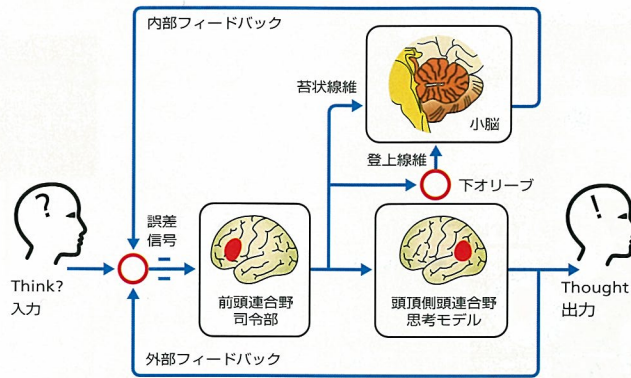 内部フィードバック
苔状線維
小脳
登上線維
下オリーブ
?
!
誤差
信号
Think?
入力
前頭連合野
司令部
頭頂側頭連合野
思考モデル
Thought
出力
外部フィードバック